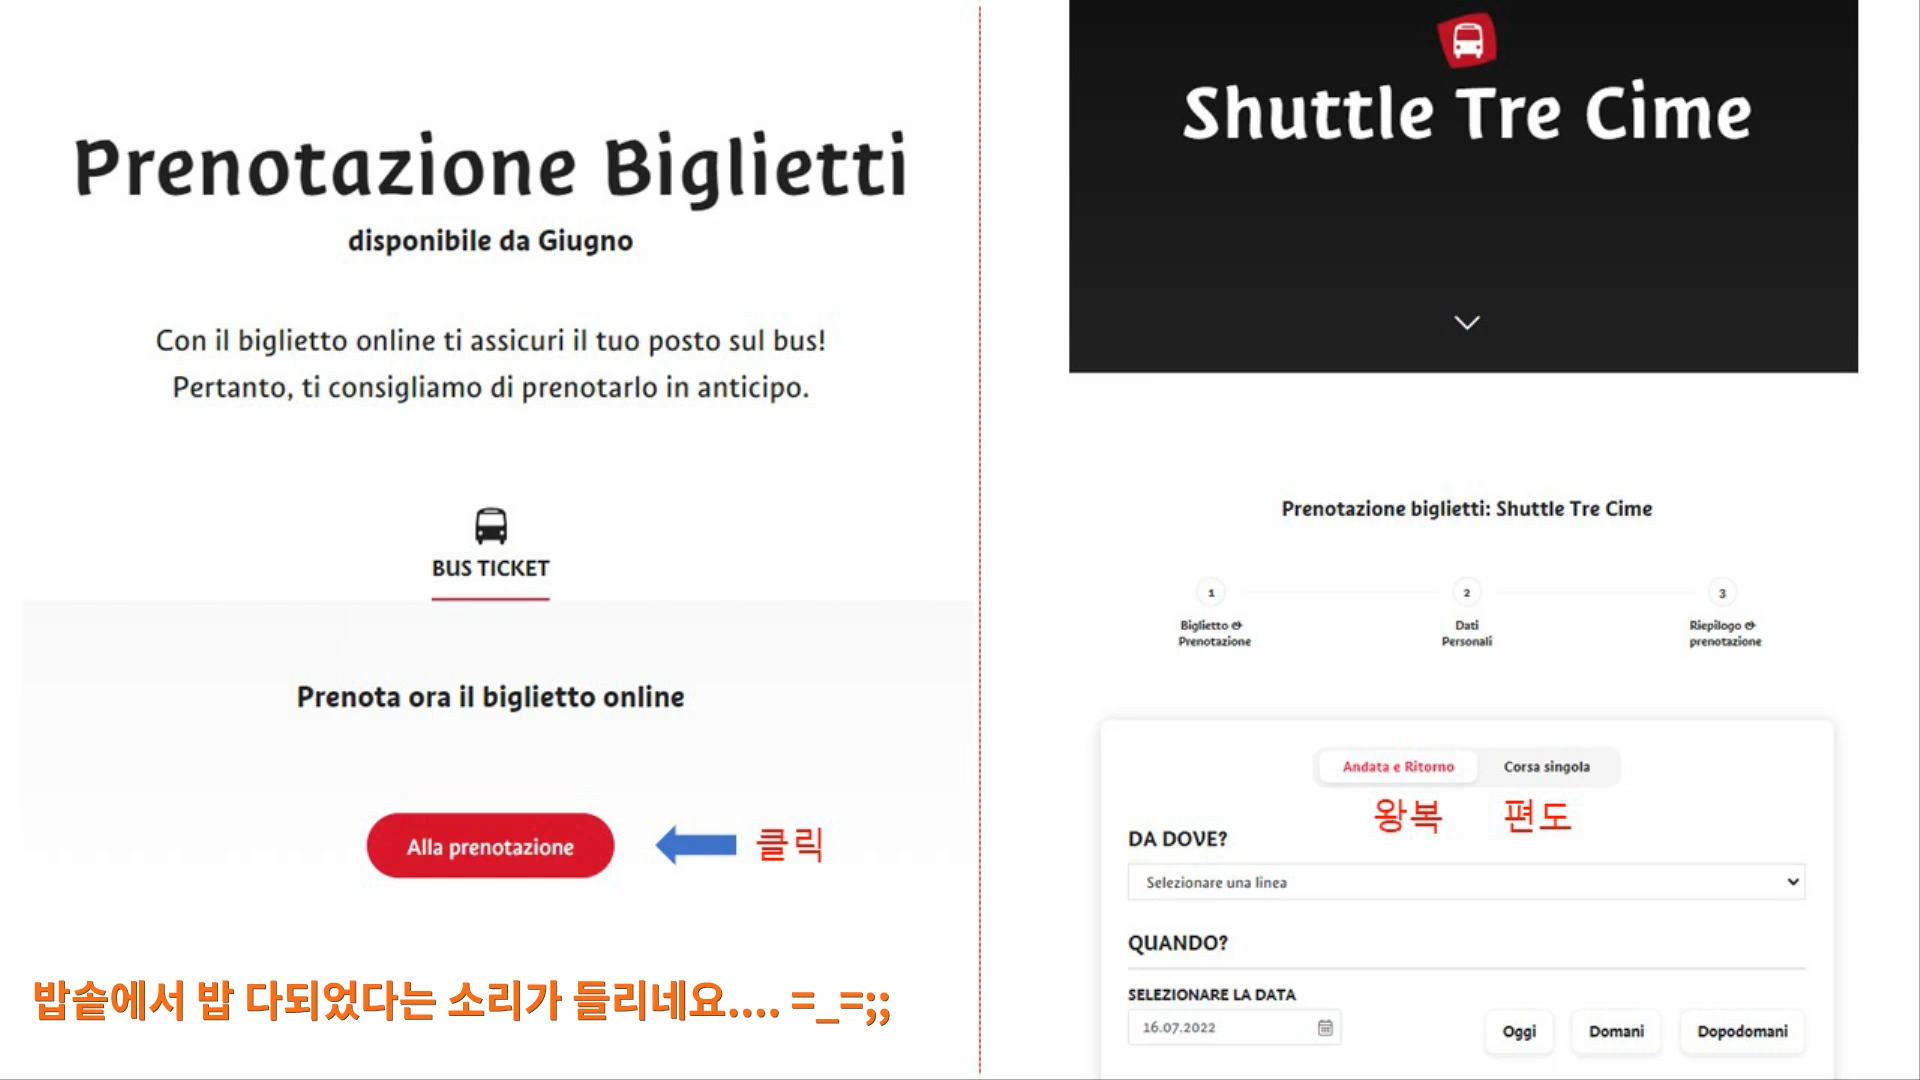 Prenotazione Biglietti
disponibile da Giugno
Con il biglietto online ti assicuri il tuo posto sul bus!
Pertanto, ti consigliamo di prenotarlo in anticipo.
BUS TICKET
Prenota ora il biglietto online
Alla prenotazione
클릭
밥솥에서 밥 다되었다는 소리가 들리네요.... =_=;;
Shuttle Tre Cime
Prenotazione biglietti: Shuttle Tre Cime
1 2 3
Biglietto & Prenotazione
Dati Personali
Riepilogo & prenotazione
Andata e Ritorno Corsa singola
왕복 편도
DA DOVE?
Selezionare una linea
QUANDO?
SELEZIONARE LA DATA
16.07.2022
Oggi Domani Dopodomani